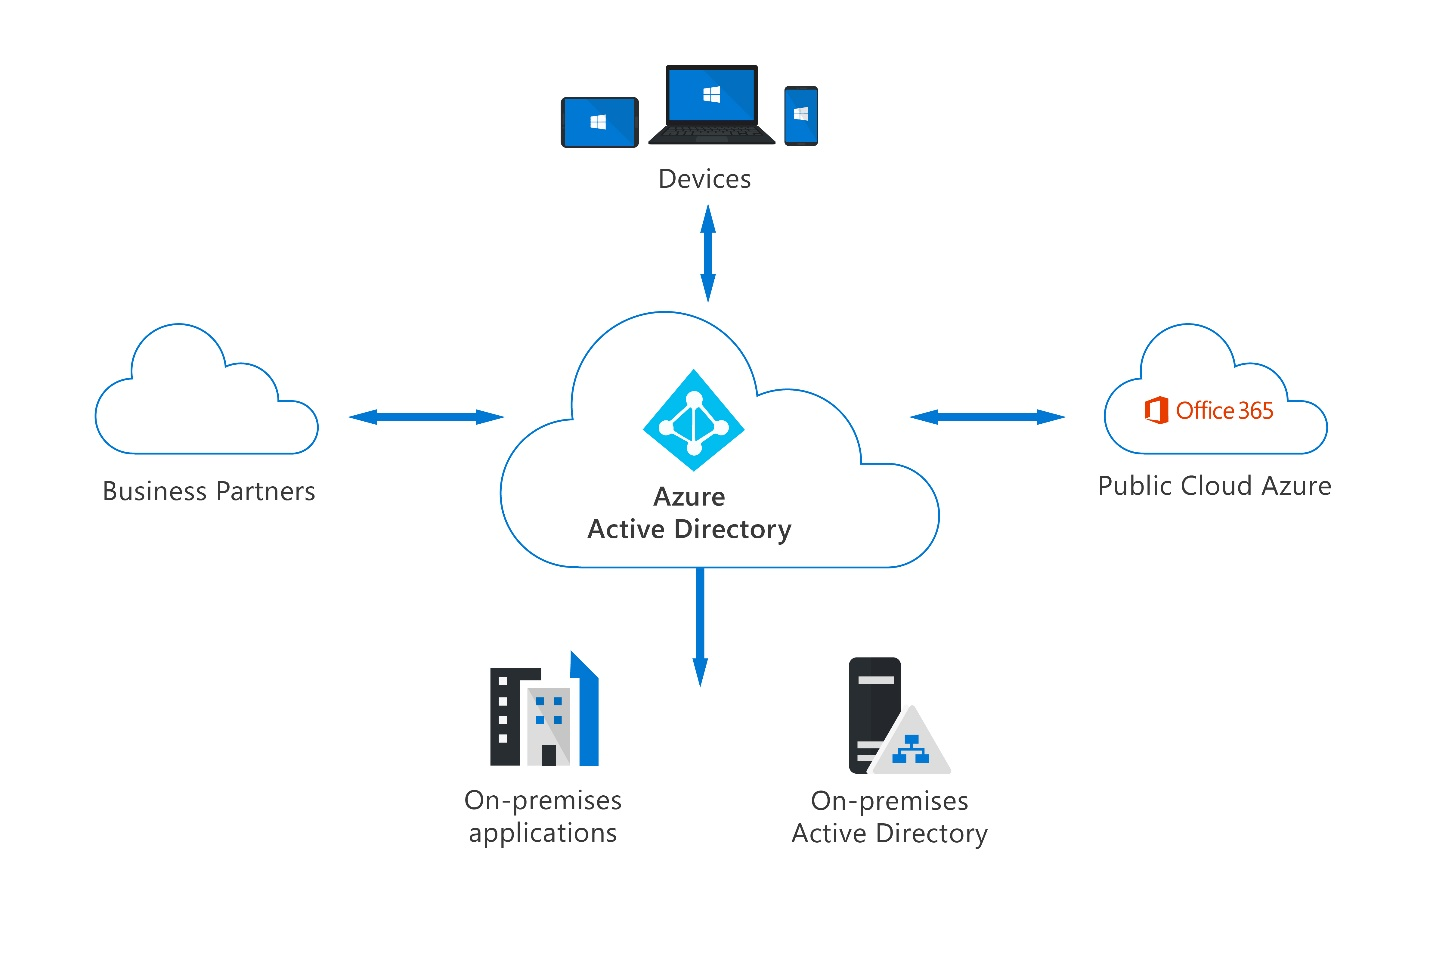 Devices
Office 365
Business Partners
Public Cloud Azure
Azure
Active Directory
On-premises
applications
On-premises
Active Directory